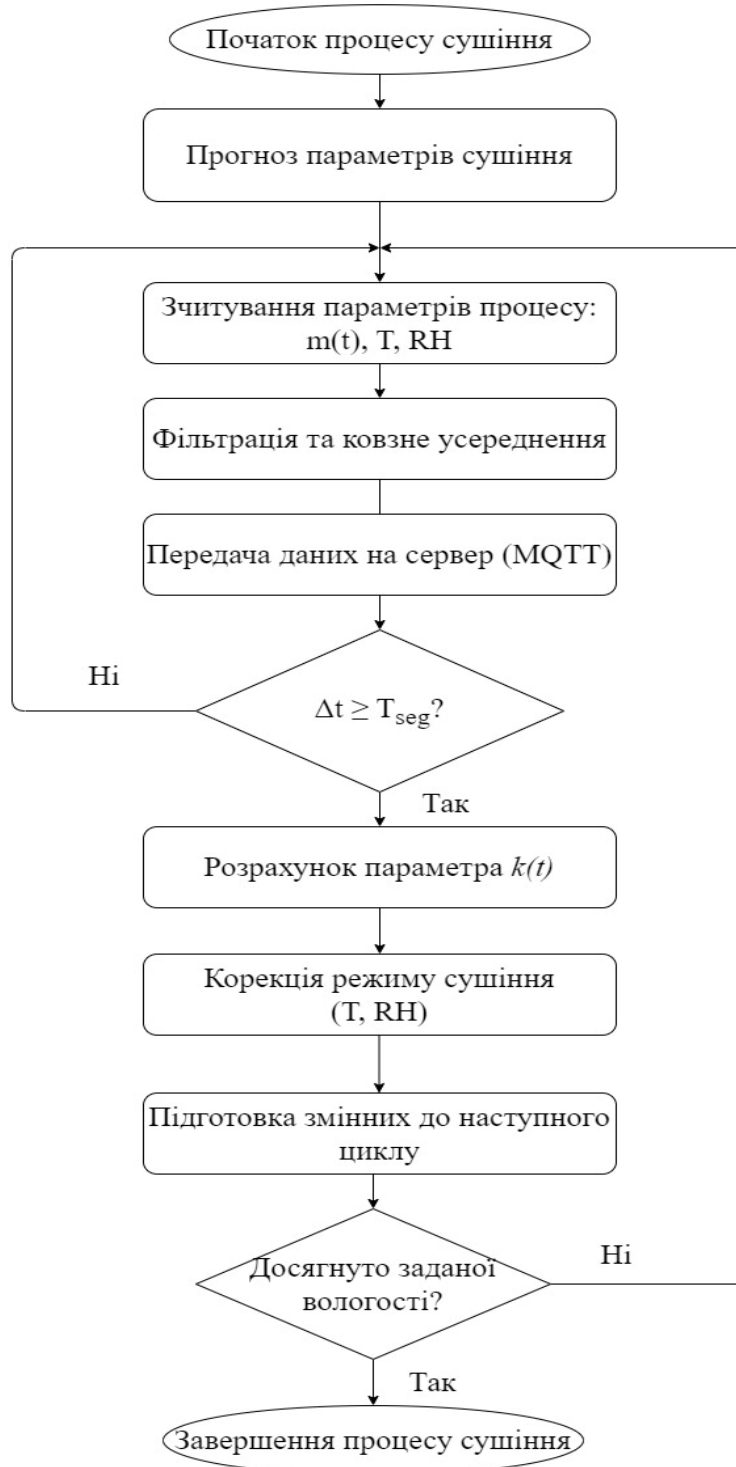 Початок процесу сушіння
Прогноз параметрів сушіння
Зчитування параметрів процесу:
m(t), T, RH
Фільтрація та ковзне усереднення
Передача даних на сервер (MQTT)
Ні
Δt ≥ Tseg?
Так
Розрахунок параметра k(t)
Корекція режиму сушіння
(T, RH)
Підготовка змінних до наступного
циклу
Досягнуто заданої
вологості?
Ні
Так
Завершення процесу сушіння